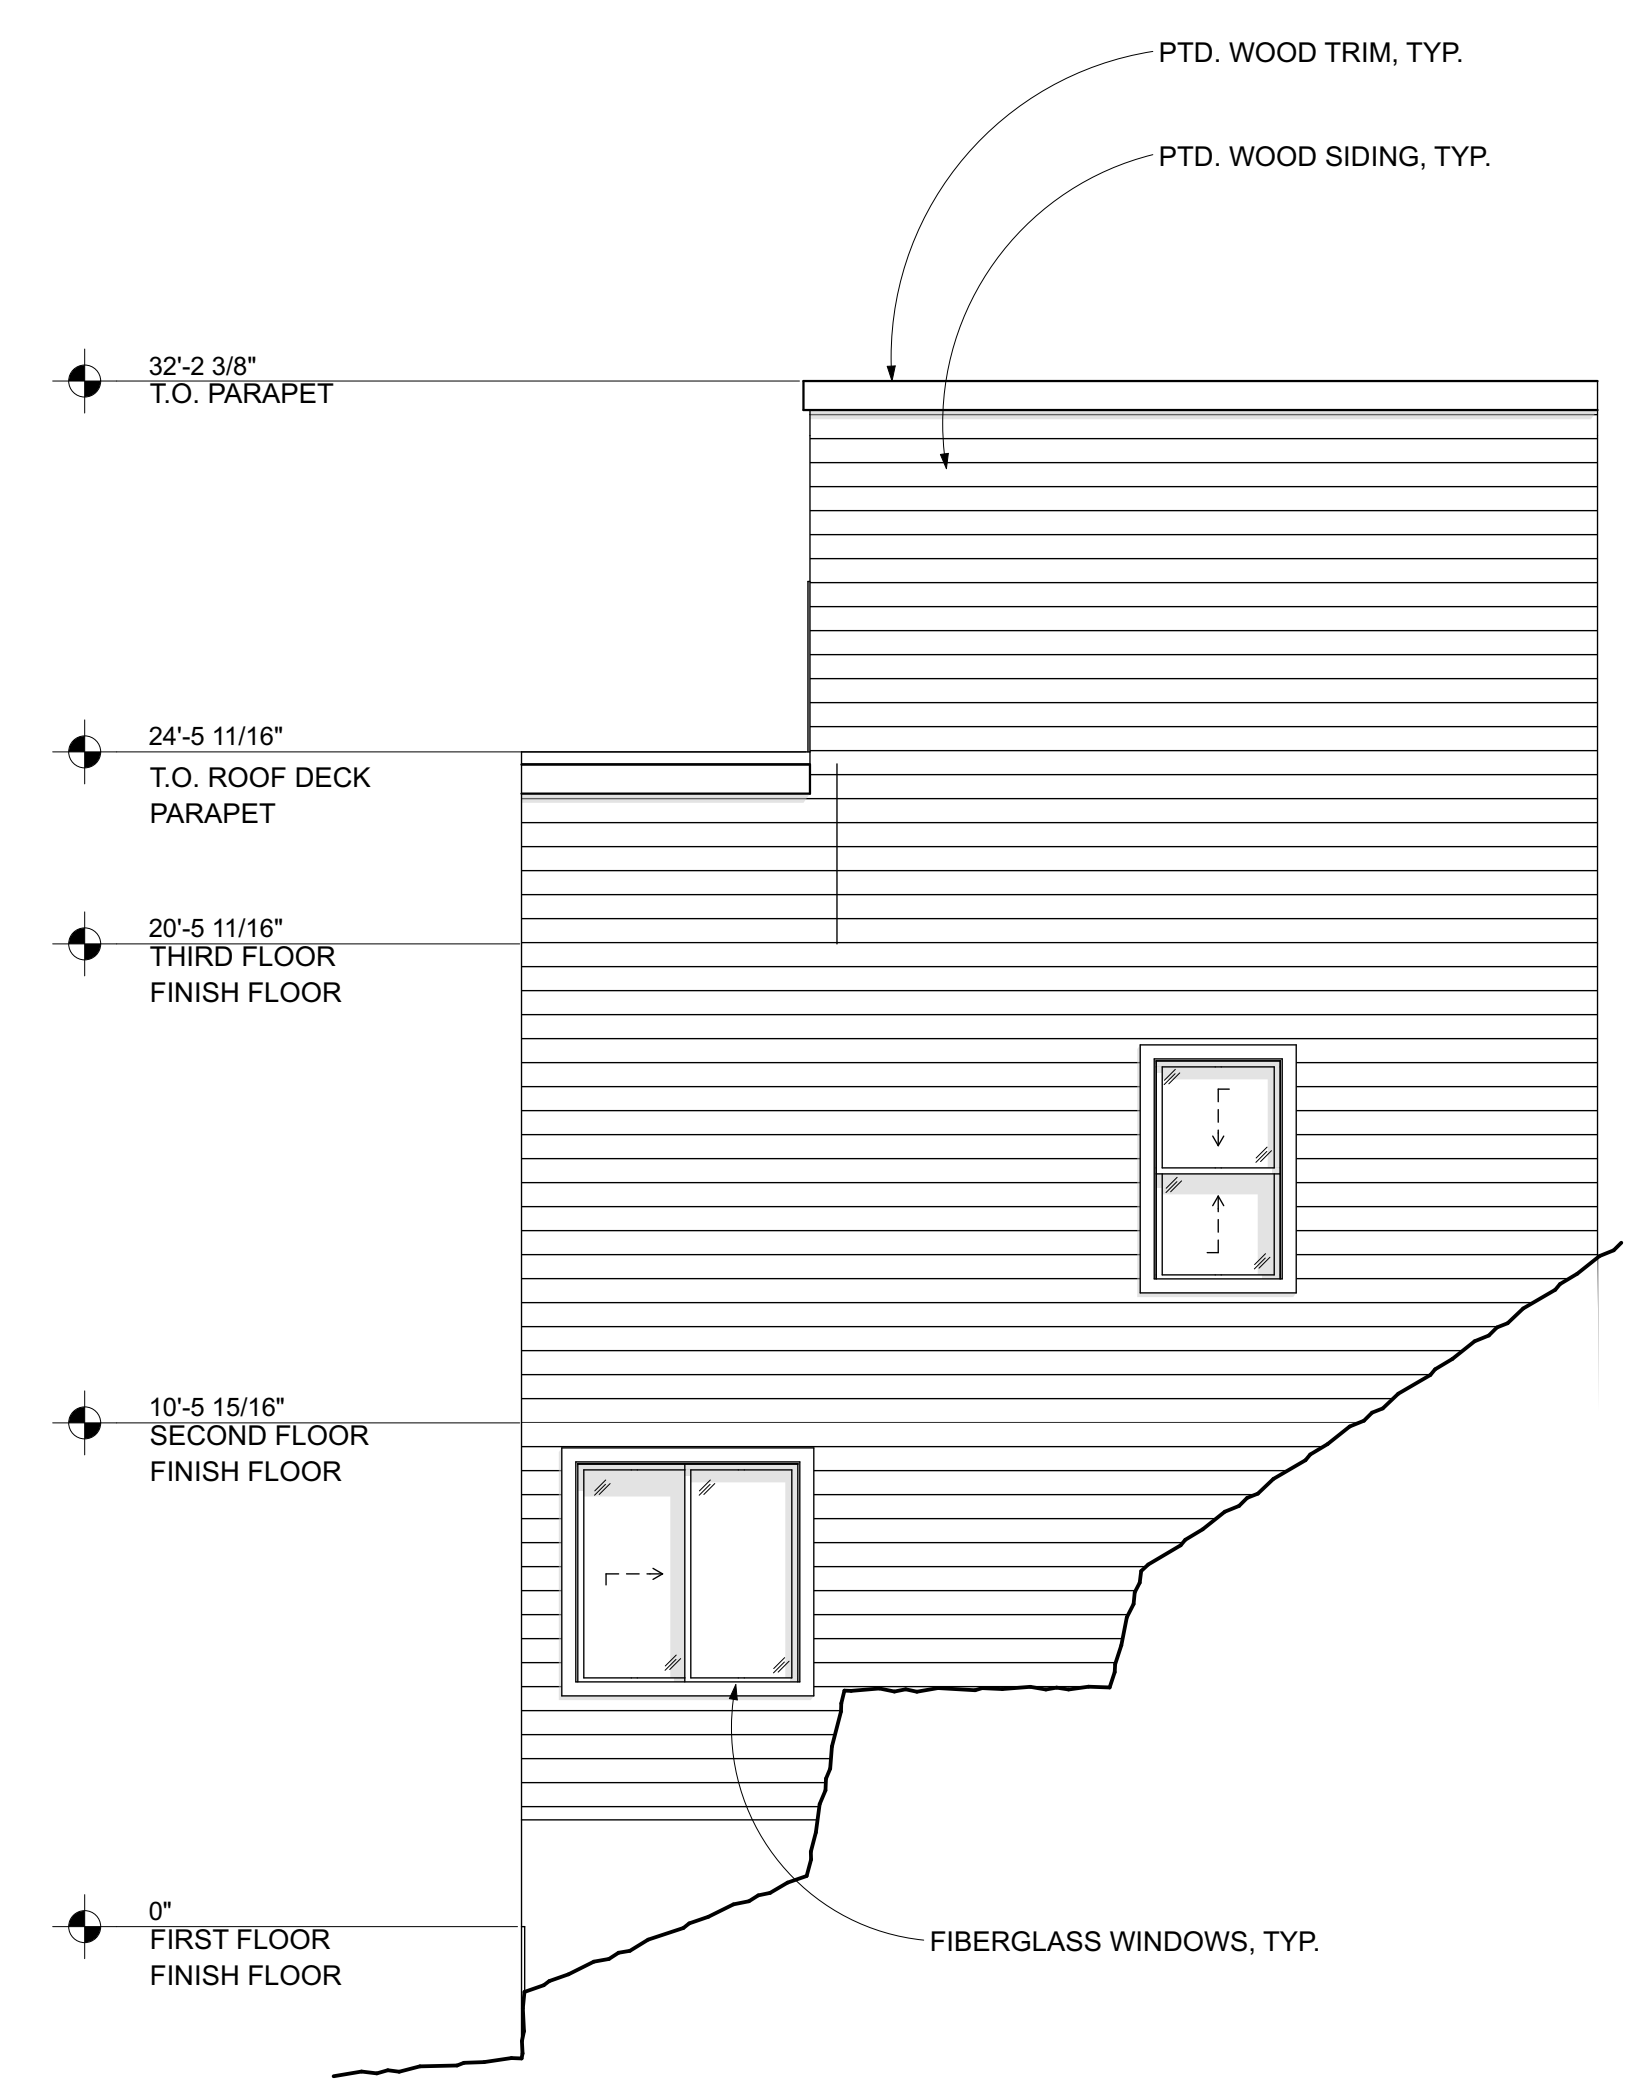 PTD. WOOD TRIM, TYP.
PTD. WOOD SIDING, TYP.
32'-2 3/8"
T.O. PARAPET
24'-5 11/16"
T.O. ROOF DECK
PARAPET
20'-5 11/16"
THIRD FLOOR
FINISH FLOOR
10'-5 15/16"
SECOND FLOOR
FINISH FLOOR
0"
FIRST FLOOR
FINISH FLOOR
FIBERGLASS WINDOWS, TYP.